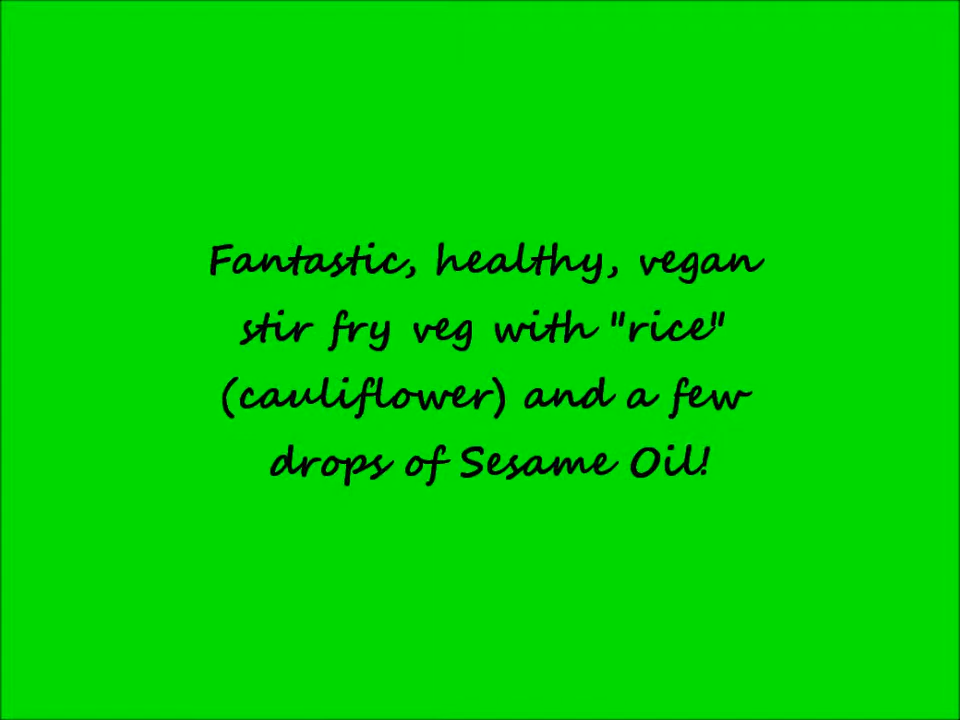 Fantastic, healthy, vegan
stir fry veg with "rice"
(cauliflower) and a few
drops of Sesame Oil!